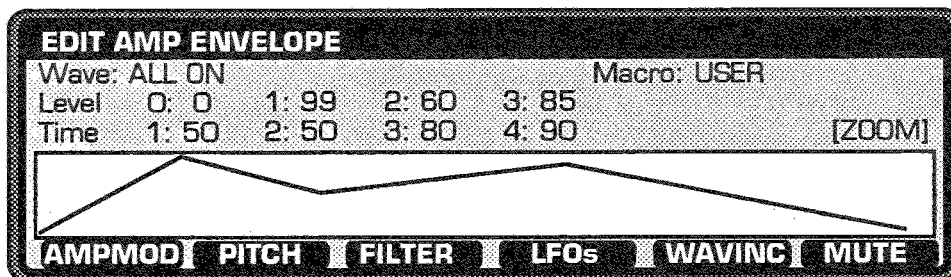 EDIT AMP ENVELOPE
Wave: ALL ON Macro: USER
Level 0: 0 1: 99 2: 60 3: 85
Time 1: 50 2: 50 3: 80 4: 90 [ZOOM]
AMPMOD PITCH FILTER LFOs WAVINC MUTE